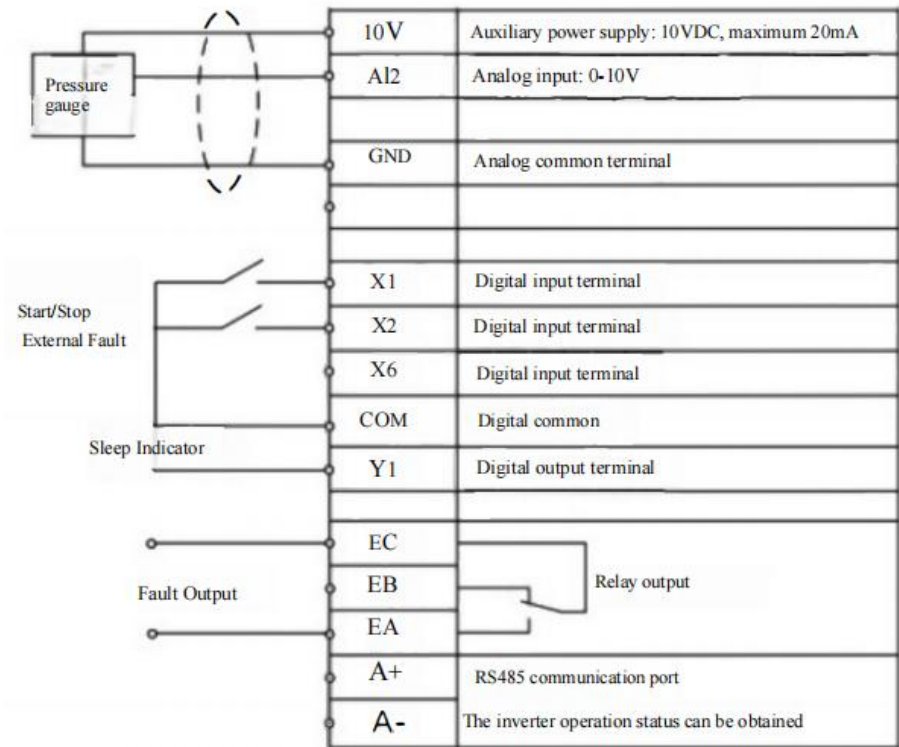 10V Auxiliary power supply: 10VDC, maximum 20mA
Pressure gauge
AI2 Analog input: 0-10V
GND Analog common terminal
X1 Digital input terminal
Start/Stop
External Fault
X2 Digital input terminal
X6 Digital input terminal
COM Digital common
Sleep Indicator
Y1 Digital output terminal
EC
Fault Output
EB
Relay output
EA
A+ RS485 communication port
A- The inverter operation status can be obtained